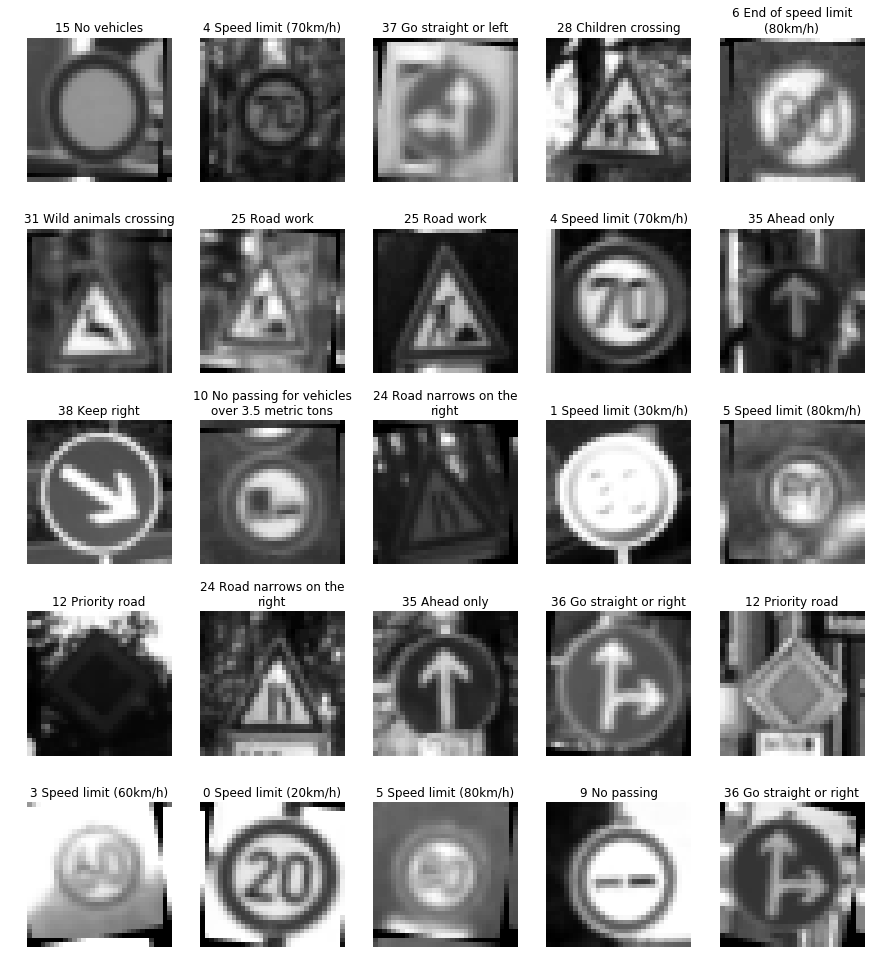 15 No vehicles
4 Speed limit (70km/h)
37 Go straight or left
28 Children crossing
6 End of speed limit
(80km/h)
70
80
31 Wild animals crossing
25 Road work
25 Road work
4 Speed limit (70km/h)
35 Ahead only
70
38 Keep right
10 No passing for vehicles
over 3.5 metric tons
24 Road narrows on the
right
1 Speed limit (30km/h)
5 Speed limit (80km/h)
80
12 Priority road
24 Road narrows on the
right
35 Ahead only
36 Go straight or right
12 Priority road
3 Speed limit (60km/h)
0 Speed limit (20km/h)
5 Speed limit (80km/h)
9 No passing
36 Go straight or right
60
20
80